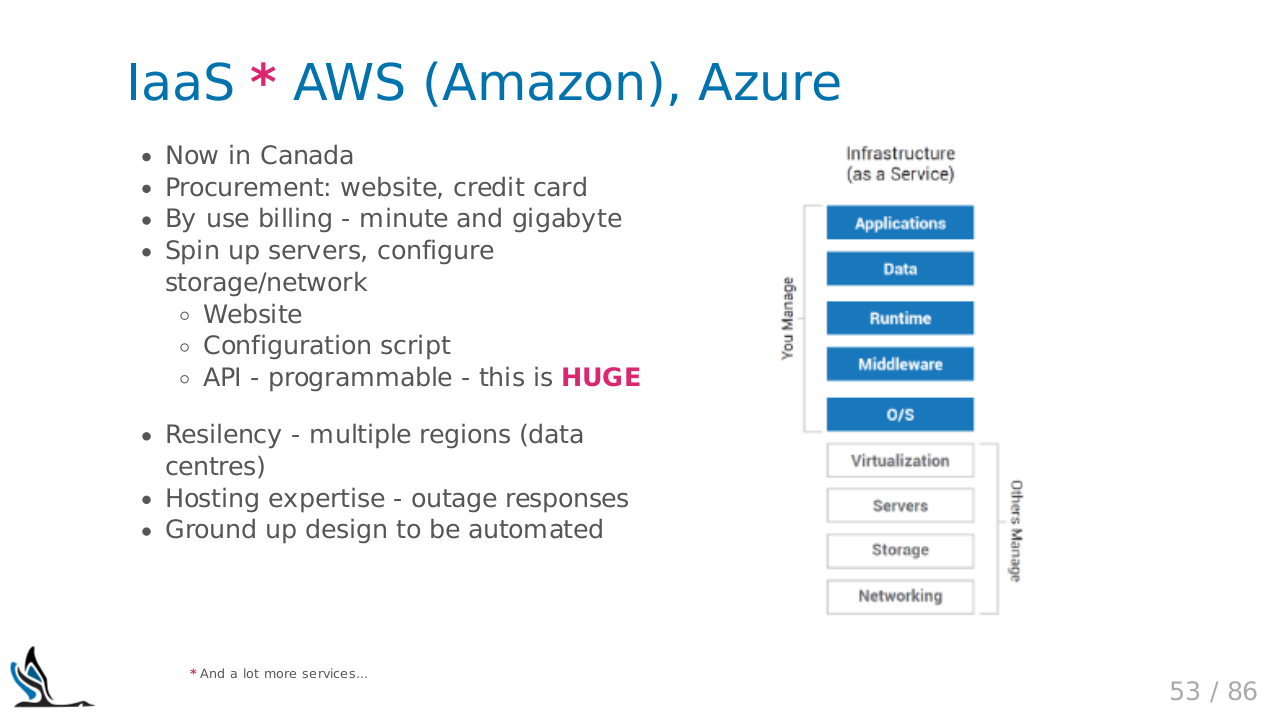 IaaS * AWS (Amazon), Azure
Now in Canada
Procurement: website, credit card
By use billing - minute and gigabyte
Spin up servers, configure
storage/network
Website
Configuration script
API - programmable - this is HUGE
Resilency - multiple regions (data
centres)
Hosting expertise - outage responses
Ground up design to be automated
Infrastructure
(as a Service)
You Manage
Applications
Data
Runtime
Middleware
O/S
Virtualization
Servers
Storage
Networking
Others Manage
* And a lot more services...
53 / 86